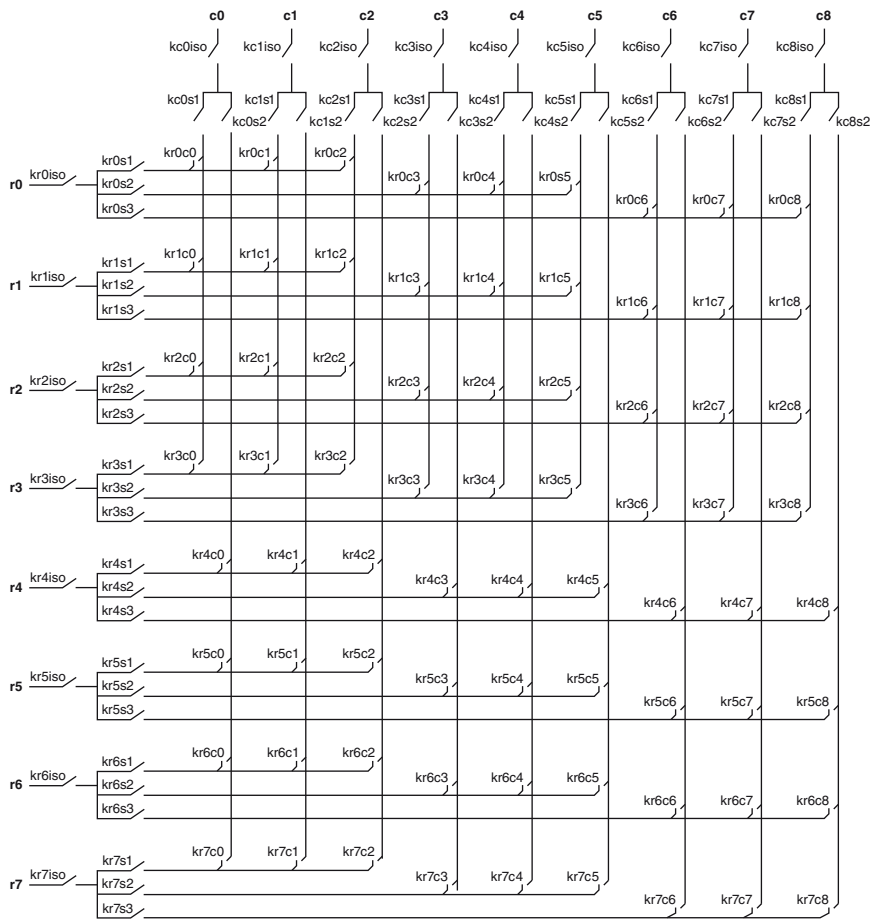 c0 c1 c2 c3 c4 c5 c6 c7 c8
kc0iso kc1iso kc2iso kc3iso kc4iso kc5iso kc6iso kc7iso kc8iso
kc0s1 kc1s1 kc2s1 kc3s1 kc4s1 kc5s1 kc6s1 kc7s1 kc8s1
kc0s2 kc1s2 kc2s2 kc3s2 kc4s2 kc5s2 kc6s2 kc7s2 kc8s2
kr0s1 kr0c0 kr0c1 kr0c2
r0 kr0iso kr0s2 kr0c3 kr0c4 kr0s5
kr0s3 kr0c6 kr0c7 kr0c8
kr1s1 kr1c0 kr1c1 kr1c2
r1 kr1iso kr1s2 kr1c3 kr1c4 kr1c5
kr1s3 kr1c6 kr1c7 kr1c8
kr2s1 kr2c0 kr2c1 kr2c2
r2 kr2iso kr2s2 kr2c3 kr2c4 kr2c5
kr2s3 kr2c6 kr2c7 kr2c8
kr3s1 kr3c0 kr3c1 kr3c2
r3 kr3iso kr3s2 kr3c3 kr3c4 kr3c5
kr3s3 kr3c6 kr3c7 kr3c8
kr4s1 kr4c0 kr4c1 kr4c2
r4 kr4iso kr4s2 kr4c3 kr4c4 kr4c5
kr4s3 kr4c6 kr4c7 kr4c8
kr5s1 kr5c0 kr5c1 kr5c2
r5 kr5iso kr5s2 kr5c3 kr5c4 kr5c5
kr5s3 kr5c6 kr5c7 kr5c8
kr6s1 kr6c0 kr6c1 kr6c2
r6 kr6iso kr6s2 kr6c3 kr6c4 kr6c5
kr6s3 kr6c6 kr6c7 kr6c8
kr7s1 kr7c0 kr7c1 kr7c2
r7 kr7iso kr7s2 kr7c3 kr7c4 kr7c5
kr7s3 kr7c6 kr7c7 kr7c8